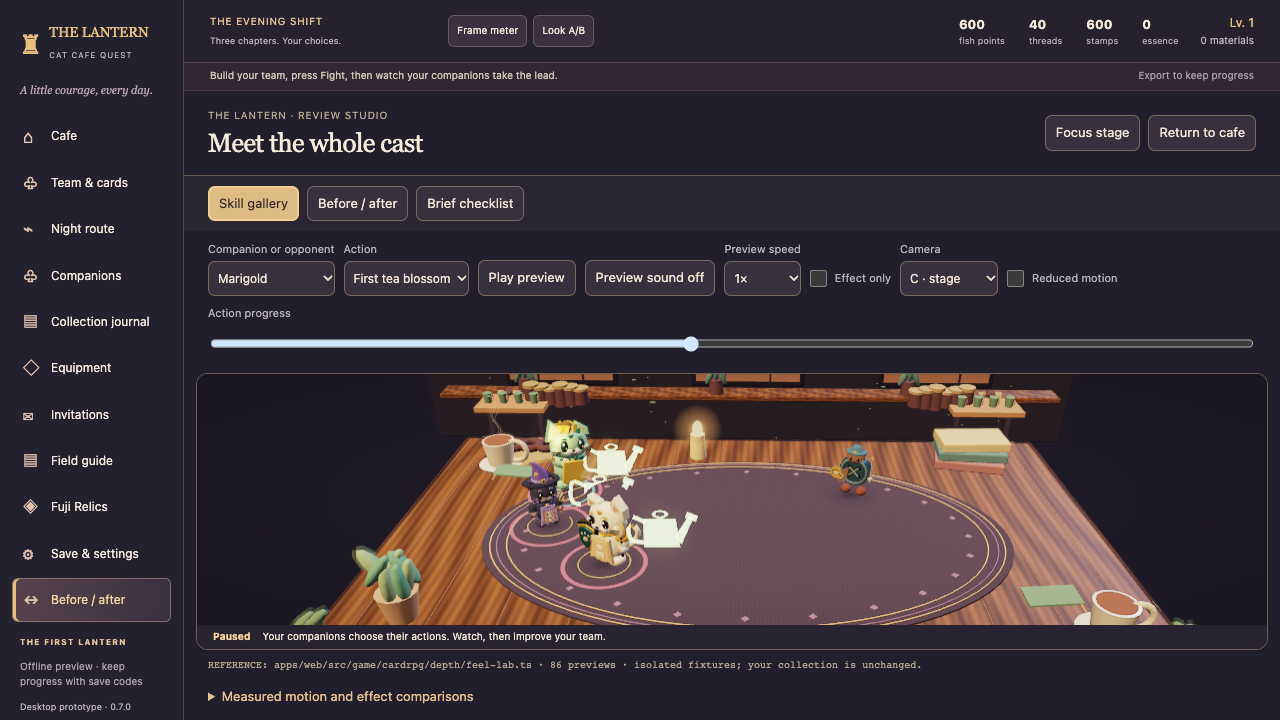 THE LANTERN
CAT CAFE QUEST
A little courage, every day.
Cafe
Team & cards
Night route
Companions
Collection journal
Equipment
Invitations
Field guide
Fuji Relics
Save & settings
Before / after
THE FIRST LANTERN
Offline preview · keep
progress with save codes
Desktop prototype · 0.7.0
THE EVENING SHIFT
Three chapters. Your choices.
Frame meter
Look A/B
600
fish points
40
threads
600
stamps
0
essence
Lv. 1
0 materials
Build your team, press Fight, then watch your companions take the lead.
Export to keep progress
THE LANTERN · REVIEW STUDIO
Meet the whole cast
Focus stage
Return to cafe
Skill gallery
Before / after
Brief checklist
Companion or opponent
Marigold
Action
First tea blossom
Play preview
Preview sound off
Preview speed
1x
Effect only
Camera
C · stage
Reduced motion
Action progress
Paused Your companions choose their actions. Watch, then improve your team.
REFERENCE: apps/web/src/game/cardrpg/depth/feel-lab.ts · 86 previews · isolated fixtures; your collection is unchanged.
Measured motion and effect comparisons